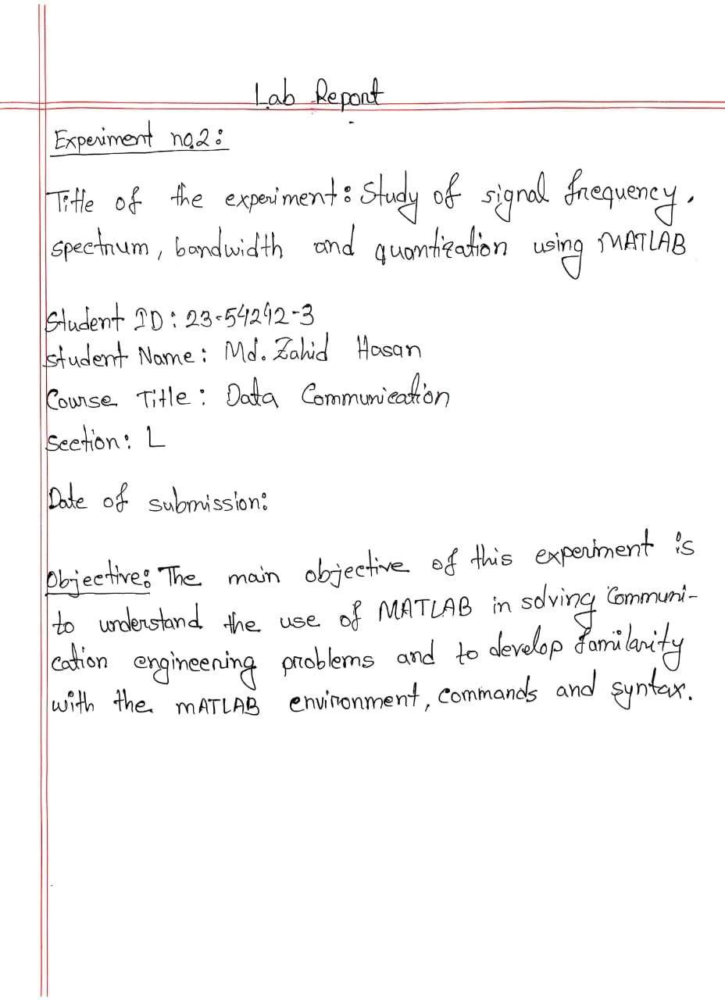 Lab Report
Experiment no.2:
Title of the experiment: Study of signal frequency,
spectrum, bandwidth and quantization using MATLAB
Student ID: 23-54292-3
Student Name: Md. Zahid Hasan
Course Title: Data Communication
Section: L
Date of submission:
Objective: The main objective of this experiment is
to understand the use of MATLAB in solving Communi-
cation engineering problems and to develop familarity
with the MATLAB environment, commands and syntax.